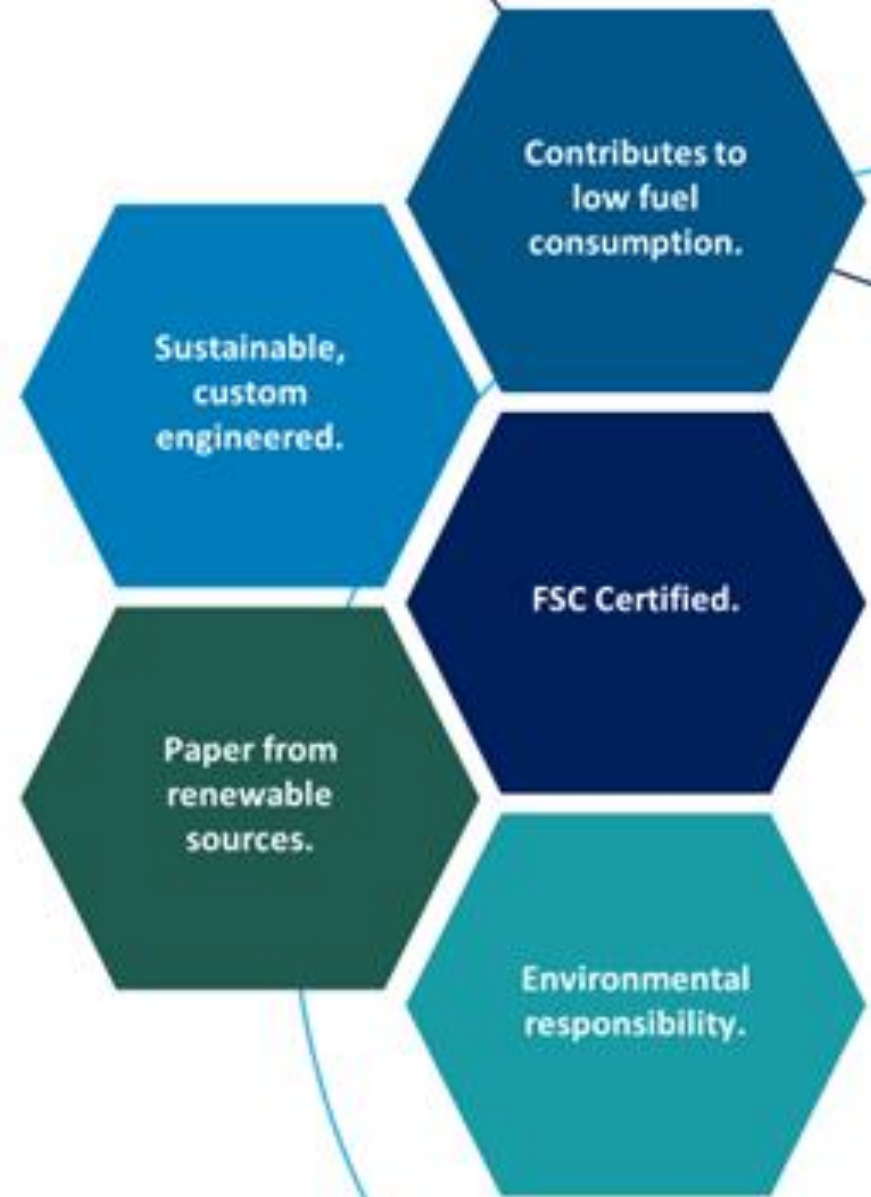 Contributes to
low fuel
consumption.
Sustainable,
custom
engineered.
FSC Certified.
Paper from
renewable
sources.
Environmental
responsibility.